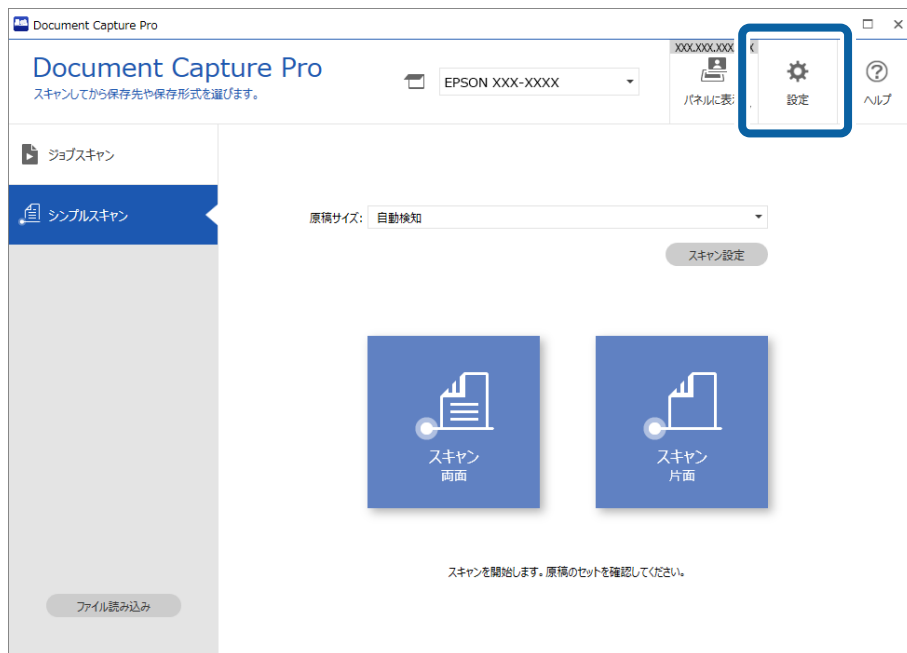 Document Capture Pro
Document Capture Pro
スキャンしてから保存先や保存形式を選びます。
EPSON XXX-XXXX
XXX.XXX.XXX
パネルに表
設定
ヘルプ
ジョブスキャン
シンプルスキャン
原稿サイズ:
自動検知
スキャン設定
スキャン
両面
スキャン
片面
スキャンを開始します。原稿のセットを確認してください。
ファイル読み込み